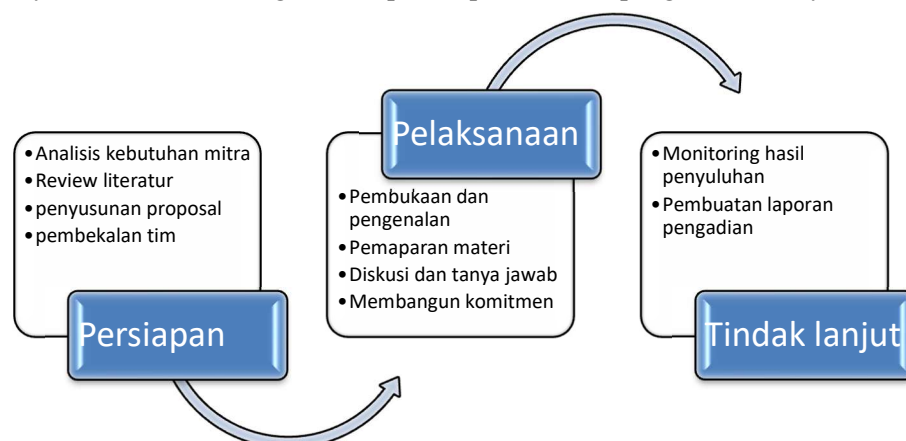 •Analisis kebutuhan mitra
•Review literatur
•penyusunan proposal
•pembekalan tim
Persiapan
Pelaksanaan
•Pembukaan dan
pengenalan
•Pemaparan materi
•Diskusi dan tanya jawab
•Membangun komitmen
•Monitoring hasil
penyuluhan
•Pembuatan laporan
pengadian
Tindak lanjut